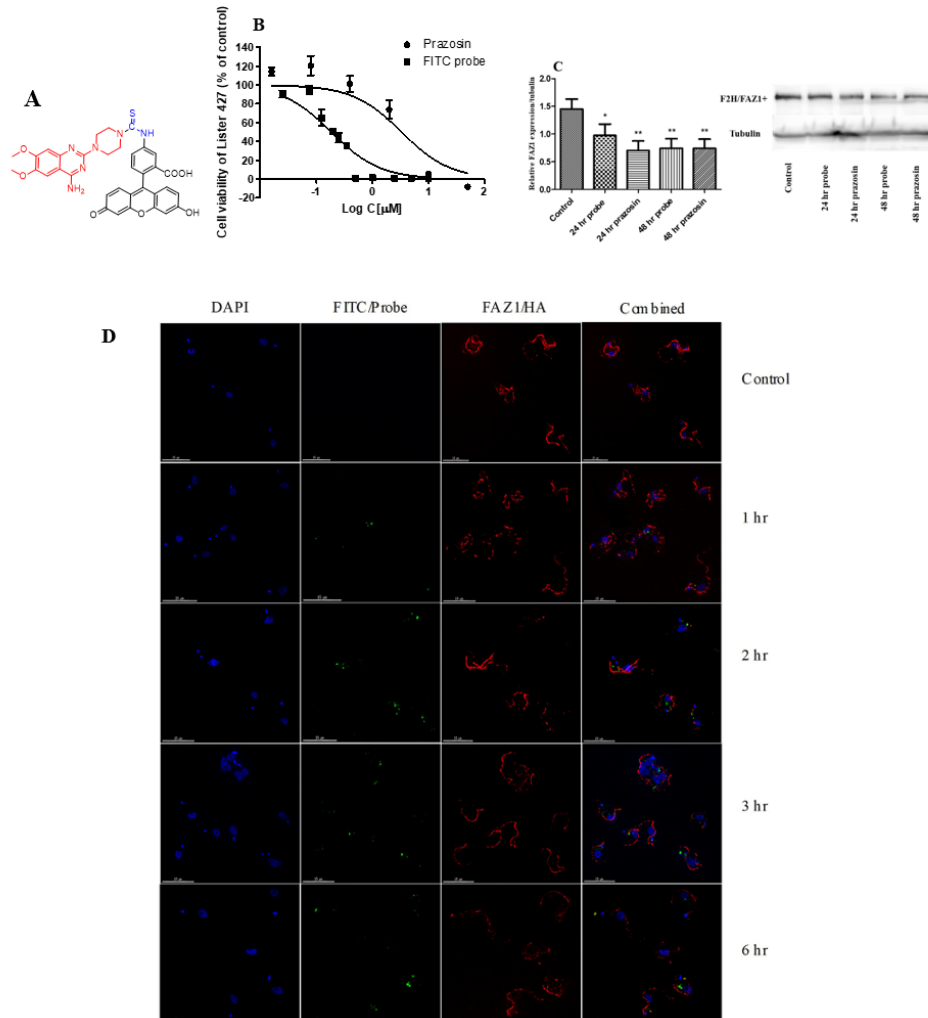 A
S
N
NH
N
N
O
O
N
NH₂
COOH
O
O
OH
B
Cell viability of Lister 427 (% of control)
140
120
100
80
60
40
20
0
-20
-1
0
1
2
Log C[μM]
Prazosin
FITC probe
C
Relative FAZ1 expression/tubulin
2.0
1.5
1.0
0.5
0.0
*
**
**
**
Control
24 hr probe
24 hr prazosin
48 hr probe
48 hr prazosin
F2H/FAZ1+
Tubulin
Control
24 hr probe
24 hr prazosin
48 hr probe
48 hr prazosin
D
DAPI
FITC/Probe
FAZ1/HA
Combined
Control
1 hr
2 hr
3 hr
6 hr